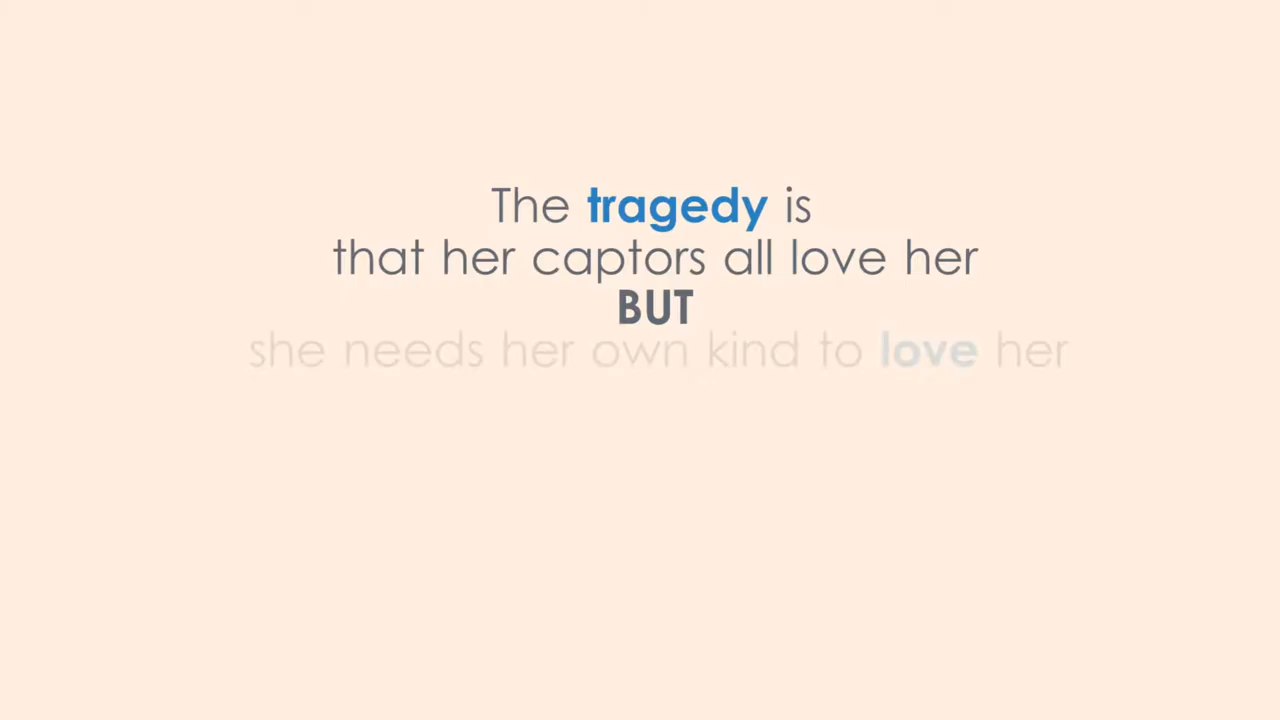 The tragedy is
that her captors all love her
BUT
she needs her own kind to love her